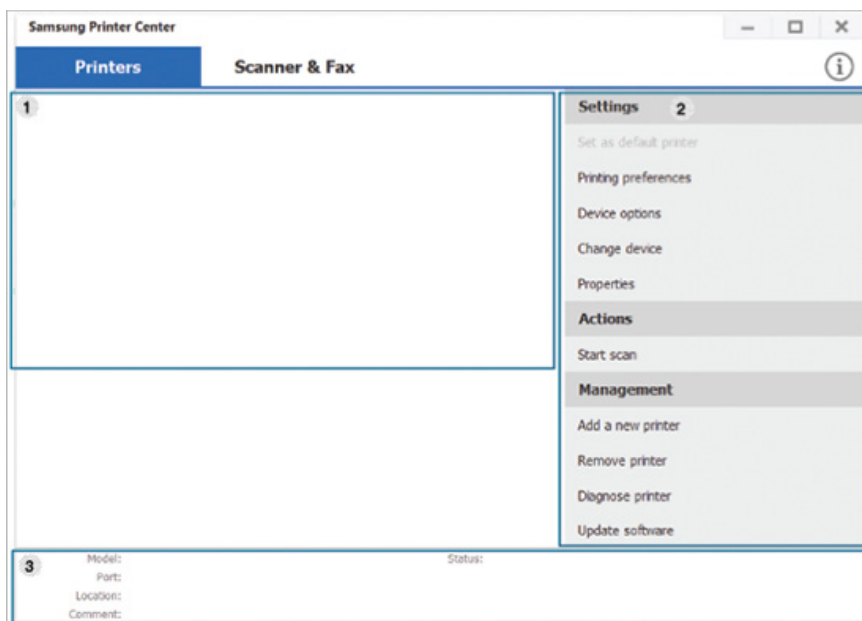 Samsung Printer Center
Printers Scanner & Fax
1
Settings 2
Set as default printer
Printing preferences
Device options
Change device
Properties
Actions
Start scan
Management
Add a new printer
Remove printer
Diagnose printer
Update software
3
Model: Status:
Port:
Location:
Comment: